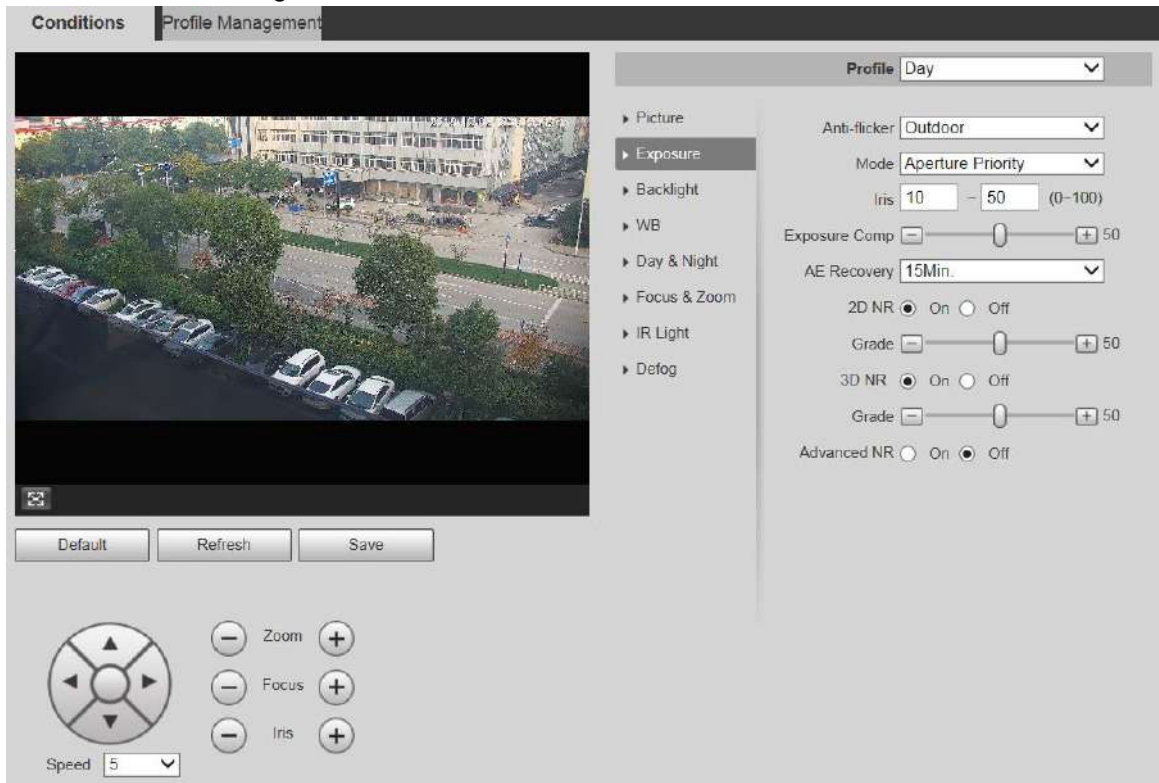 Conditions
Profile Management
Profile Day
Picture
Exposure
Backlight
WB
Day & Night
Focus & Zoom
IR Light
Defog
Anti-flicker Outdoor
Mode Aperture Priority
Iris 10 – 50 (0~100)
Exposure Comp 50
AE Recovery 15Min.
2D NR On Off
Grade 50
3D NR On Off
Grade 50
Advanced NR On Off
Default Refresh Save
Zoom
Focus
Iris
Speed 5